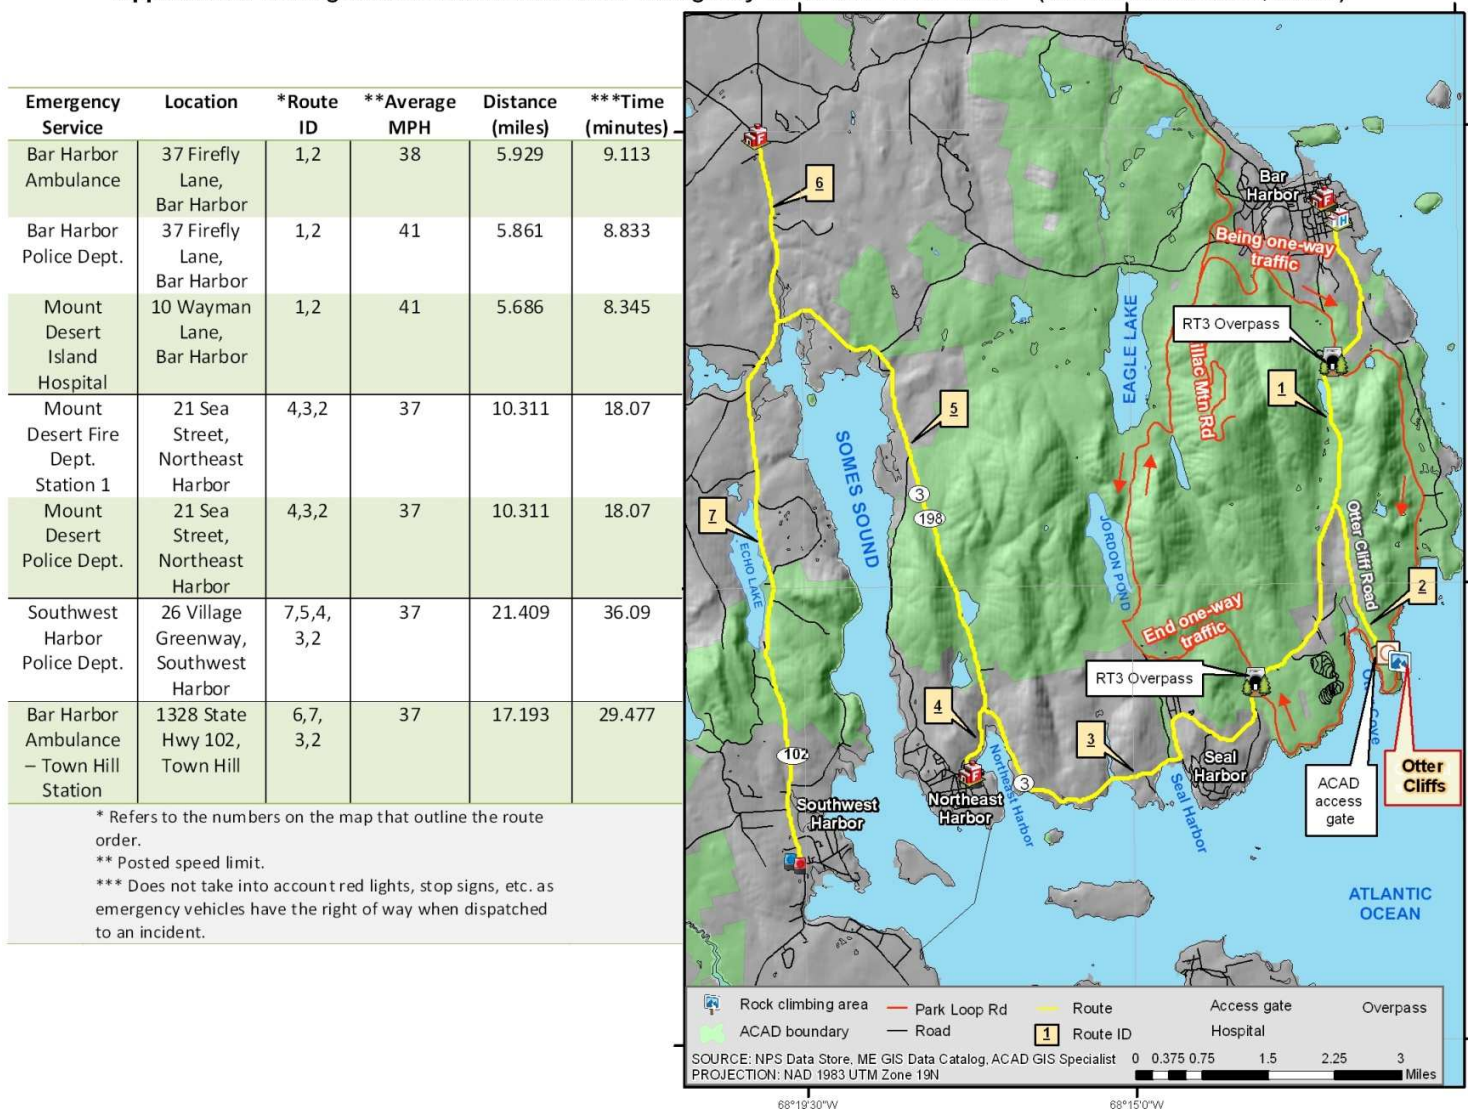 Emergency Service | Location | *Route ID | **Average MPH | Distance (miles) | ***Time (minutes)
Bar Harbor Ambulance | 37 Firefly Lane, Bar Harbor | 1,2 | 38 | 5.929 | 9.113
Bar Harbor Police Dept. | 37 Firefly Lane, Bar Harbor | 1,2 | 41 | 5.861 | 8.833
Mount Desert Island Hospital | 10 Wayman Lane, Bar Harbor | 1,2 | 41 | 5.686 | 8.345
Mount Desert Fire Dept. Station 1 | 21 Sea Street, Northeast Harbor | 4,3,2 | 37 | 10.311 | 18.07
Mount Desert Police Dept. | 21 Sea Street, Northeast Harbor | 4,3,2 | 37 | 10.311 | 18.07
Southwest Harbor Police Dept. | 26 Village Greenway, Southwest Harbor | 7,5,4, 3,2 | 37 | 21.409 | 36.09
Bar Harbor Ambulance – Town Hill Station | 1328 State Hwy 102, Town Hill | 6,7, 3,2 | 37 | 17.193 | 29.477
* Refers to the numbers on the map that outline the route
order.
** Posted speed limit.
*** Does not take into account red lights, stop signs, etc. as
emergency vehicles have the right of way when dispatched
to an incident.
6
Bar
Harbor
Being one-way
traffic
RT3 Overpass
EAGLE LAKE
illac Mtn Rd
1
5
SOMES SOUND
3
198
7
ECHO LAKE
JORDON POND
Otter Cliff Road
2
End one-way
traffic
RT3 Overpass
4
3
Seal
Harbor
Cove
102
Southwest
Harbor
Northeast
Harbor
Northeast Harbor
3
Seal Harbor
ACAD
access
gate
Otter
Cliffs
ATLANTIC
OCEAN
Rock climbing area
Park Loop Rd
Route
Access gate
Overpass
ACAD boundary
Road
1
Route ID
Hospital
SOURCE: NPS Data Store, ME GIS Data Catalog, ACAD GIS Specialist
PROJECTION: NAD 1983 UTM Zone 19N
0 0.375 0.75 1.5 2.25 3
Miles
68°19'30"W
68°15'0"W